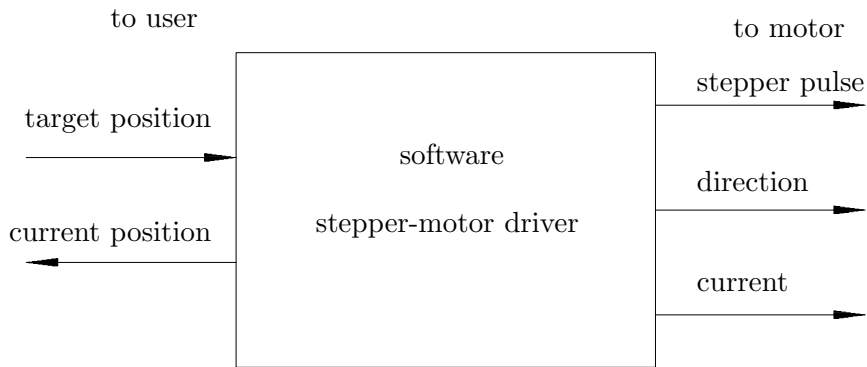 to user
to motor
stepper pulse
target position
software
direction
stepper-motor driver
current position
current